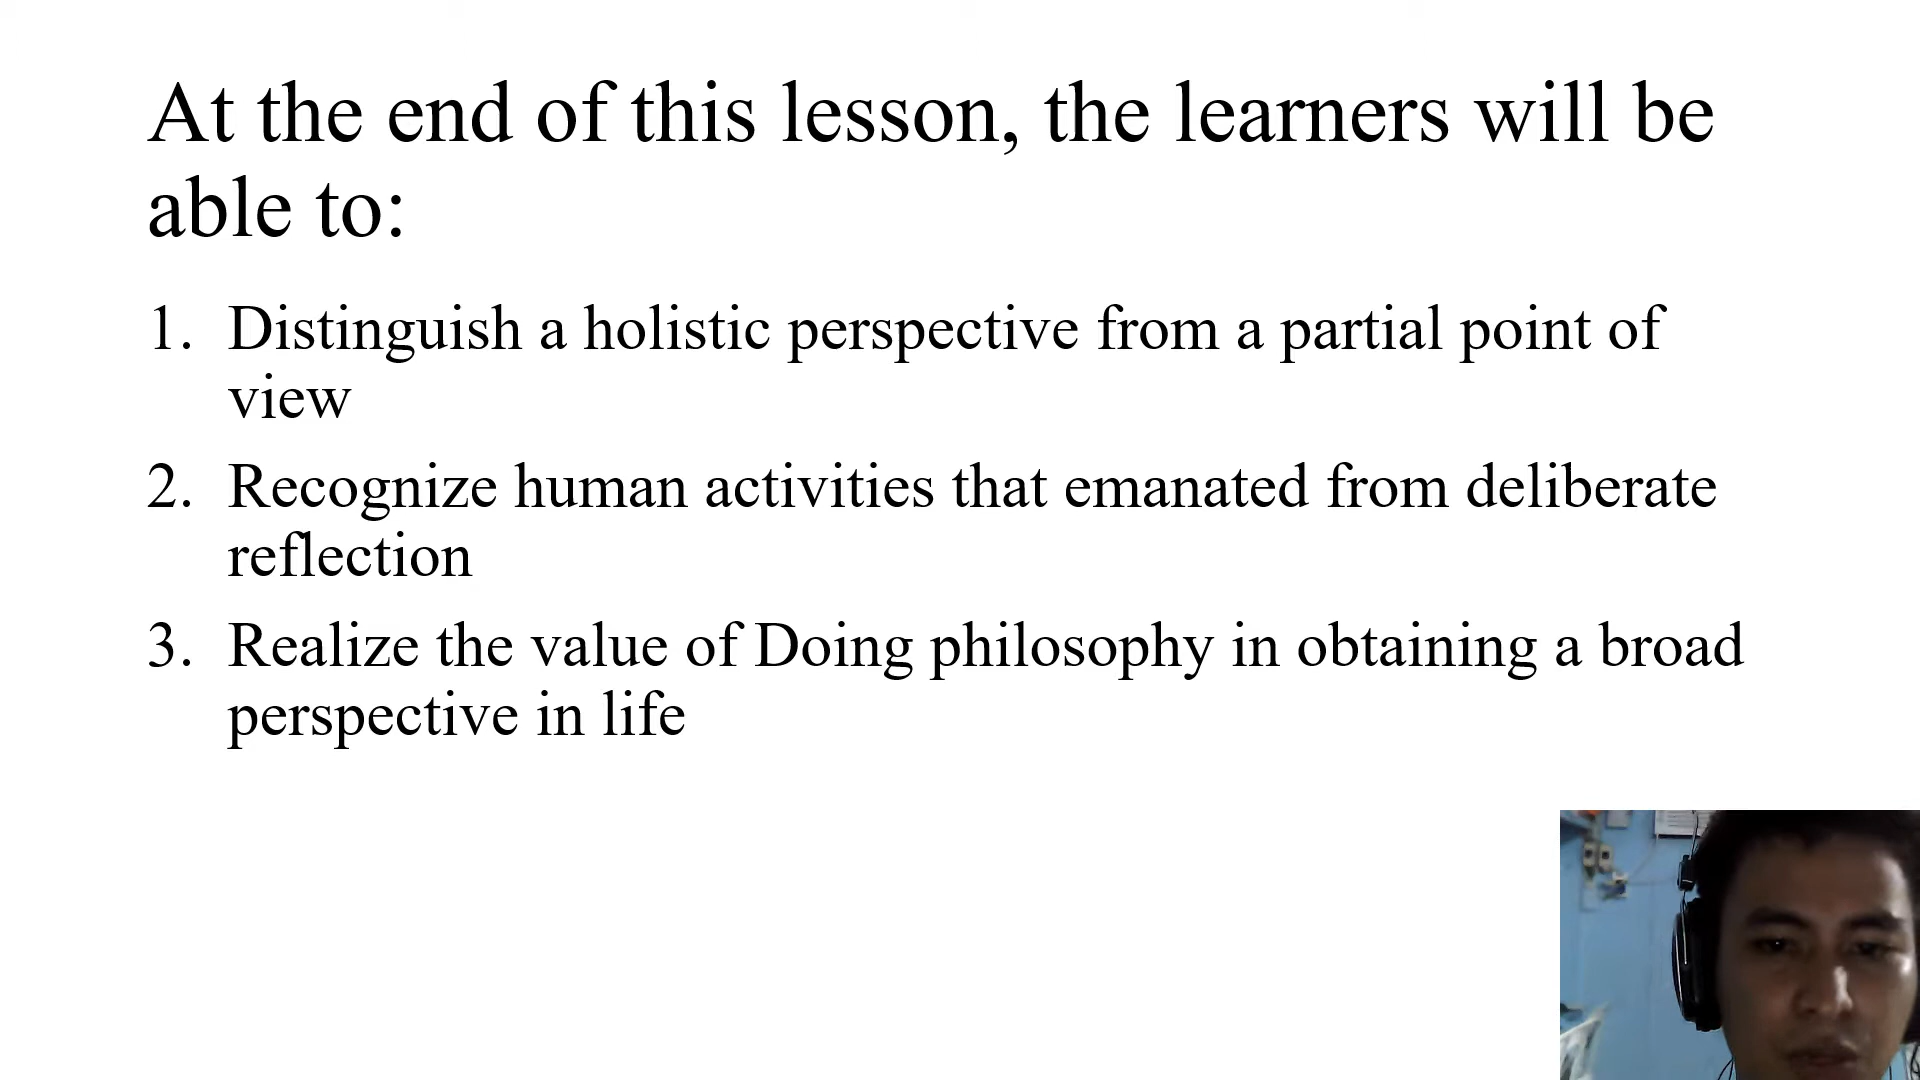 At the end of this lesson, the learners will be
able to:
1. Distinguish a holistic perspective from a partial point of
view
2. Recognize human activities that emanated from deliberate
reflection
3. Realize the value of Doing philosophy in obtaining a broad
perspective in life